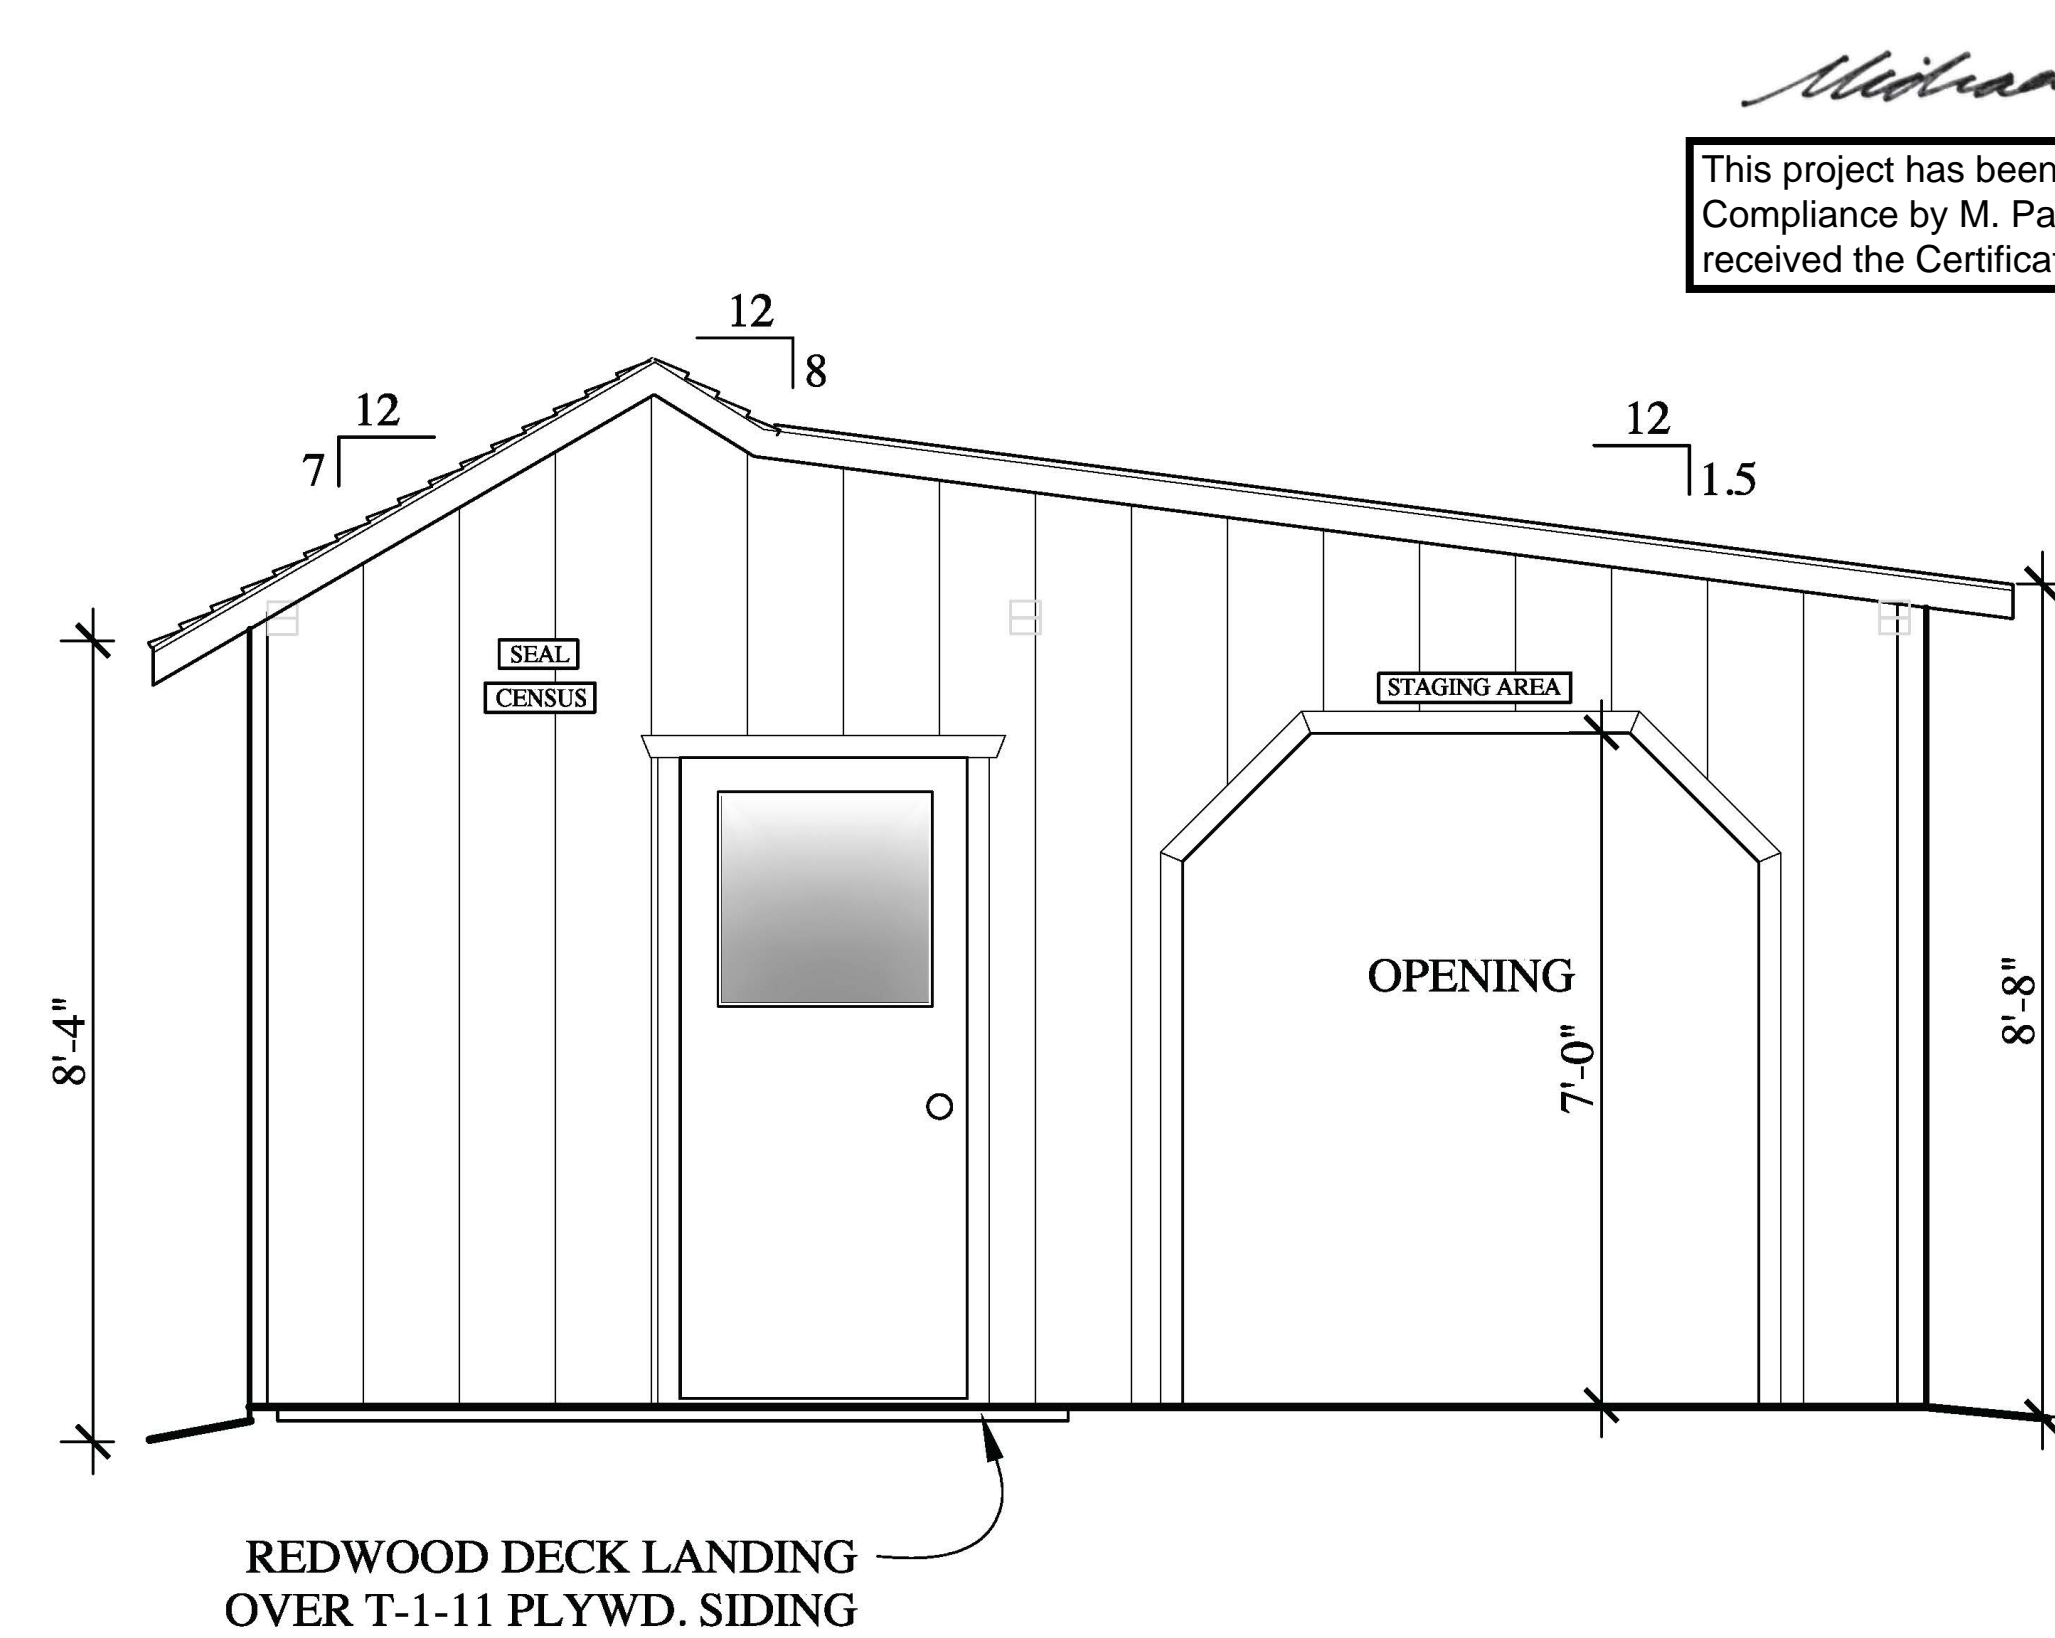 This project has been
Compliance by M. Pa
received the Certifica
12
8
12
7
12
1.5
SEAL
CENSUS
STAGING AREA
OPENING
8'-4"
7'-0"
8'-8"
REDWOOD DECK LANDING
OVER T-1-11 PLYWD. SIDING